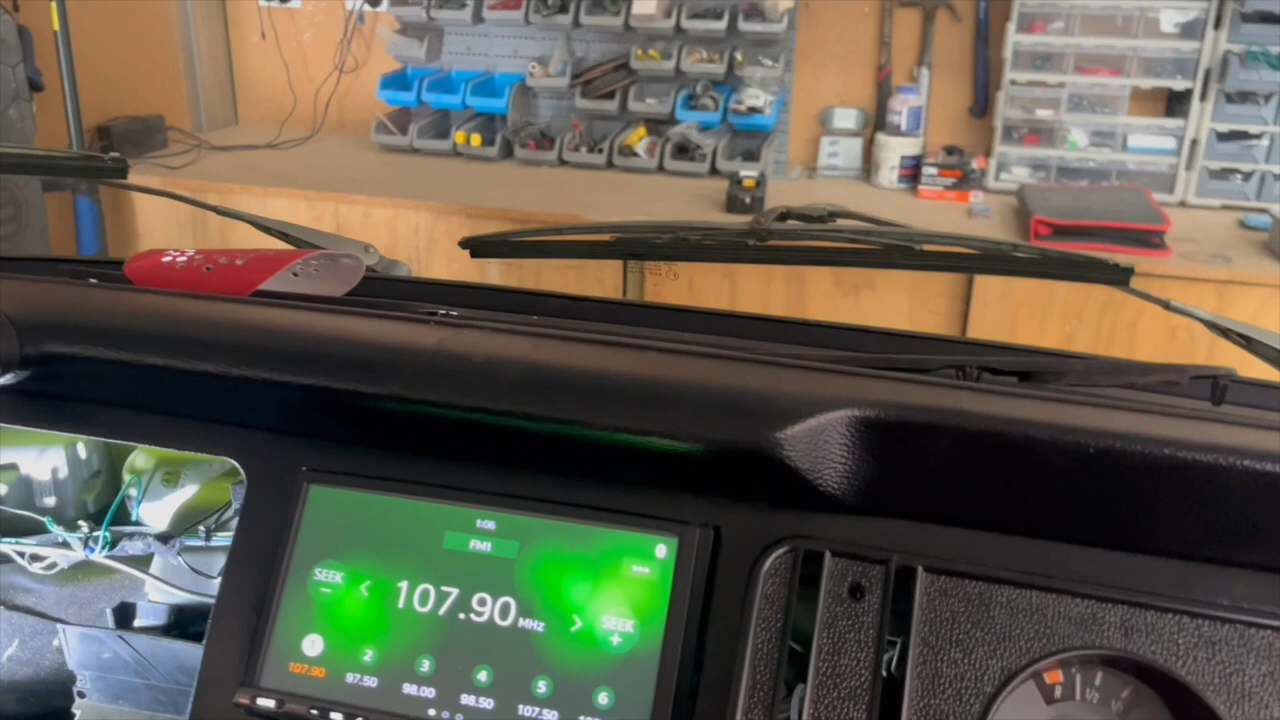 1:06
FM1
SEEK
−
107.90 MHz
SEEK
+
1 2 3 4 5 6
107.90 97.50 98.00 98.50 107.50
R 1/2